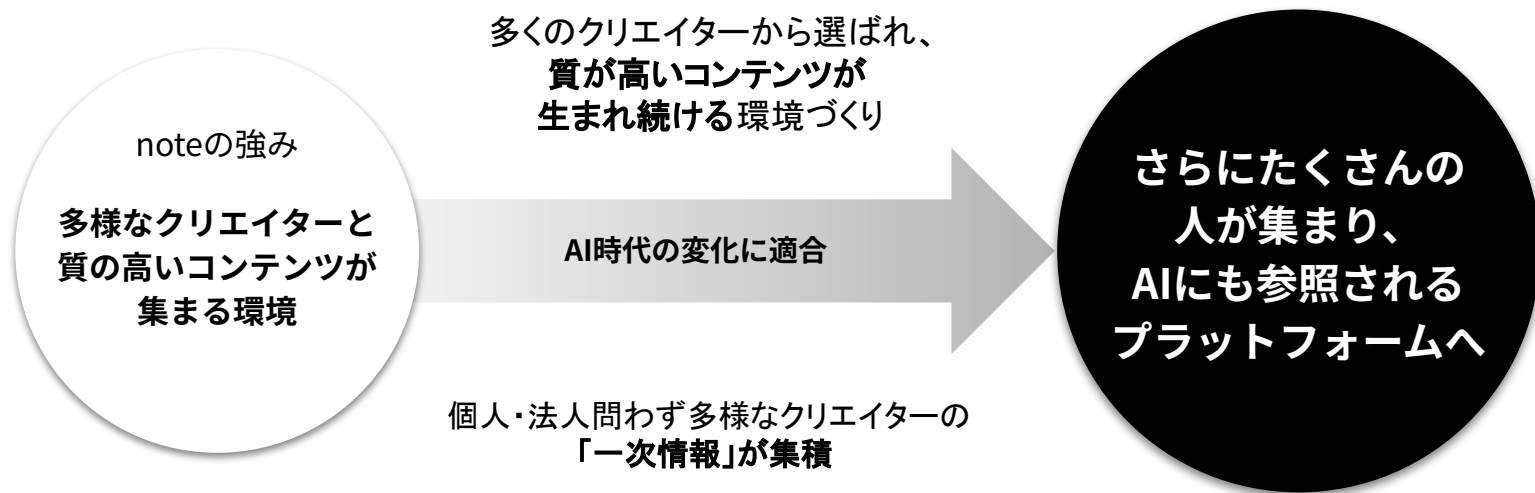 noteの強み
多様なクリエイターと
質の高いコンテンツが
集まる環境
多くのクリエイターから選ばれ、
質が高いコンテンツが
生まれ続ける環境づくり
AI時代の変化に適合
個人・法人問わず多様なクリエイターの
「一次情報」が集積
さらにたくさんの
人が集まり、
AIにも参照される
プラットフォームへ